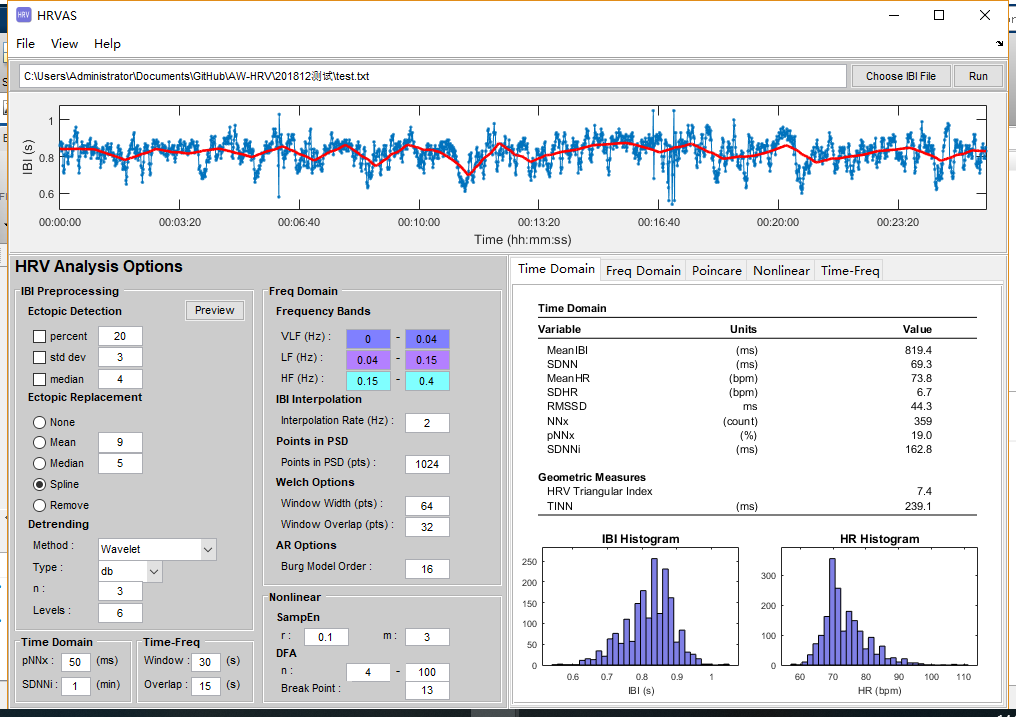 HRV HRVAS
File View Help
C:\Users\Administrator\Documents\GitHub\AW-HRV\201812测试\test.txt Choose IBI File Run
IBI (s)
1
0.8
0.6
00:00:00 00:03:20 00:06:40 00:10:00 00:13:20 00:16:40 00:20:00 00:23:20
Time (hh:mm:ss)
HRV Analysis Options
IBI Preprocessing
Ectopic Detection Preview
percent 20
std dev 3
median 4
Ectopic Replacement
None
Mean 9
Median 5
Spline
Remove
Detrending
Method : Wavelet
Type : db
n : 3
Levels : 6
Time Domain
pNNx : 50 (ms)
SDNNi : 1 (min)
Time-Freq
Window : 30 (s)
Overlap : 15 (s)
Freq Domain
Frequency Bands
VLF (Hz) : 0 - 0.04
LF (Hz) : 0.04 - 0.15
HF (Hz) : 0.15 - 0.4
IBI Interpolation
Interpolation Rate (Hz) : 2
Points in PSD
Points in PSD (pts) : 1024
Welch Options
Window Width (pts) : 64
Window Overlap (pts) : 32
AR Options
Burg Model Order : 16
Nonlinear
SampEn
r : 0.1 m : 3
DFA
n : 4 - 100
Break Point : 13
Time Domain Freq Domain Poincare Nonlinear Time-Freq
Time Domain
Variable Units Value
MeanIBI (ms) 819.4
SDNN (ms) 69.3
MeanHR (bpm) 73.8
SDHR (bpm) 6.7
RMSSD ms 44.3
NNx (count) 359
pNNx (%) 19.0
SDNNi (ms) 162.8
Geometric Measures
HRV Triangular Index 7.4
TINN (ms) 239.1
IBI Histogram
250
200
150
100
50
0
0.6 0.7 0.8 0.9 1
IBI (s)
HR Histogram
300
200
100
0
60 70 80 90 100 110
HR (bpm)